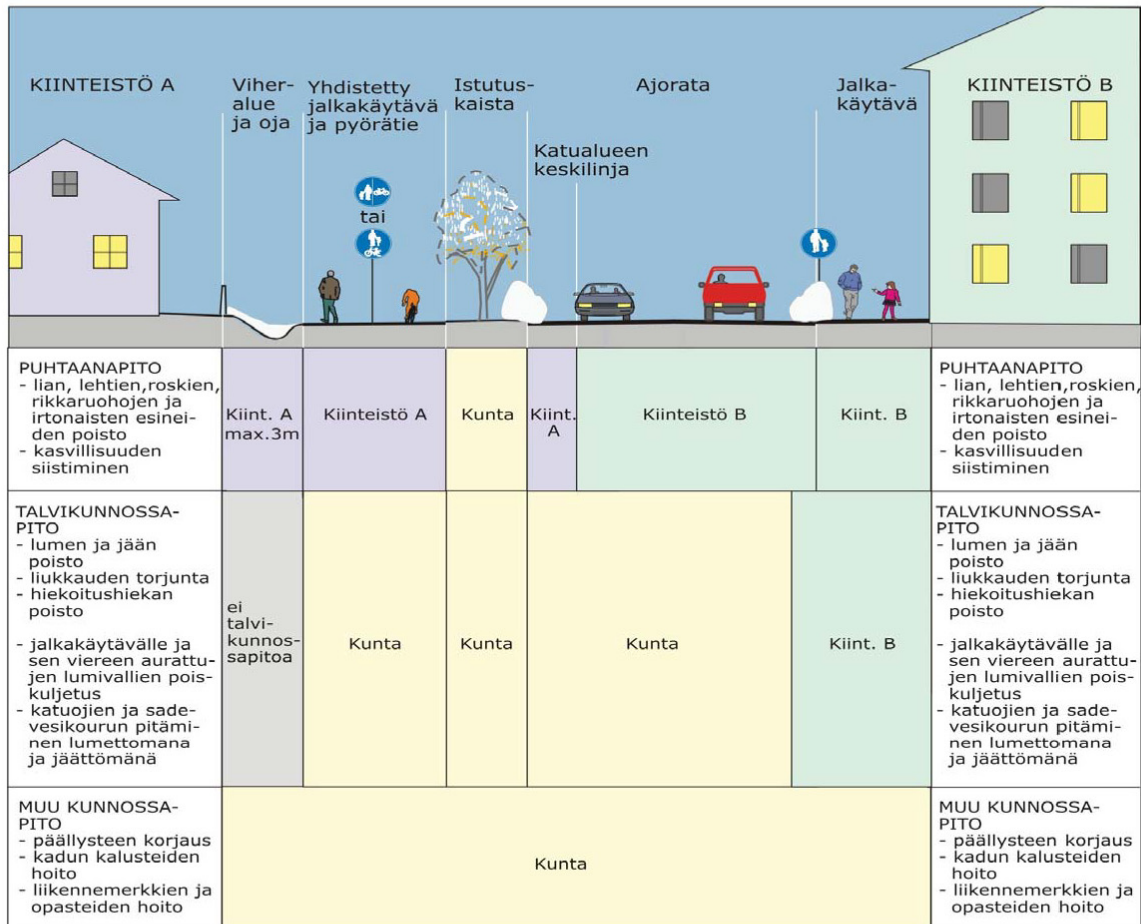 KIINTEISTÖ A
Viher-
alue
ja oja
Yhdistetty
jalkakäytävä
ja pyörätie
Istutus-
kaista
Ajorata
Jalka-
käytävä
KIINTEISTÖ B
Katualueen
keskilinja
tai
PUHTAANAPITO
- lian, lehtien,roskien,
rikkaruohojen ja
irtonaisten esinei-
den poisto
- kasvillisuuden
siistiminen
Kiint. A
max.3m
Kiinteistö A
Kunta
Kiint.
A
Kiinteistö B
Kiint. B
PUHTAANAPITO
- lian, lehtien,roskien,
rikkaruohojen ja
irtonaisten esinei-
den poisto
- kasvillisuuden
siistiminen
TALVIKUNNOSSA-
PITO
- lumen ja jään
poisto
- liukkauden torjunta
- hiekoitushiekan
poisto
- jalkakäytävälle ja
sen viereen aurattu-
jen lumivallien pois-
kuljetus
- katuojien ja sade-
vesikourun pitämi-
nen lumettomana
ja jäättömänä
ei
talvi-
kunnos-
sapitoa
Kunta
Kunta
Kunta
Kiint. B
TALVIKUNNOSSA-
PITO
- lumen ja jään
poisto
- liukkauden torjunta
- hiekoitushiekan
poisto
- jalkakäytävälle ja
sen viereen aurattu-
jen lumivallien pois-
kuljetus
- katuojien ja sade-
vesikourun pitämi-
nen lumettomana
ja jäättömänä
MUU KUNNOSSA-
PITO
- päällysteen korjaus
- kadun kalusteiden
hoito
- liikennemerkkien ja
opasteiden hoito
Kunta
MUU KUNNOSSA-
PITO
- päällysteen korjaus
- kadun kalusteiden
hoito
- liikennemerkkien ja
opasteiden hoito